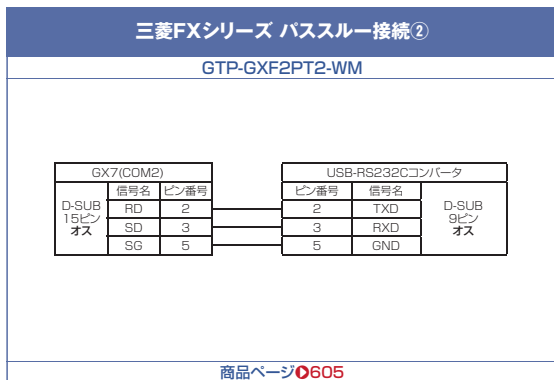 三菱FXシリーズ パススルー接続②
GTP-GXF2PT2-WM
GX7(COM2)
信号名 ピン番号
D-SUB
15ピン
オス
RD 2
SD 3
SG 5
USB-RS232Cコンバータ
ピン番号 信号名
2 TXD
3 RXD
5 GND
D-SUB
9ピン
オス
商品ページ▶605